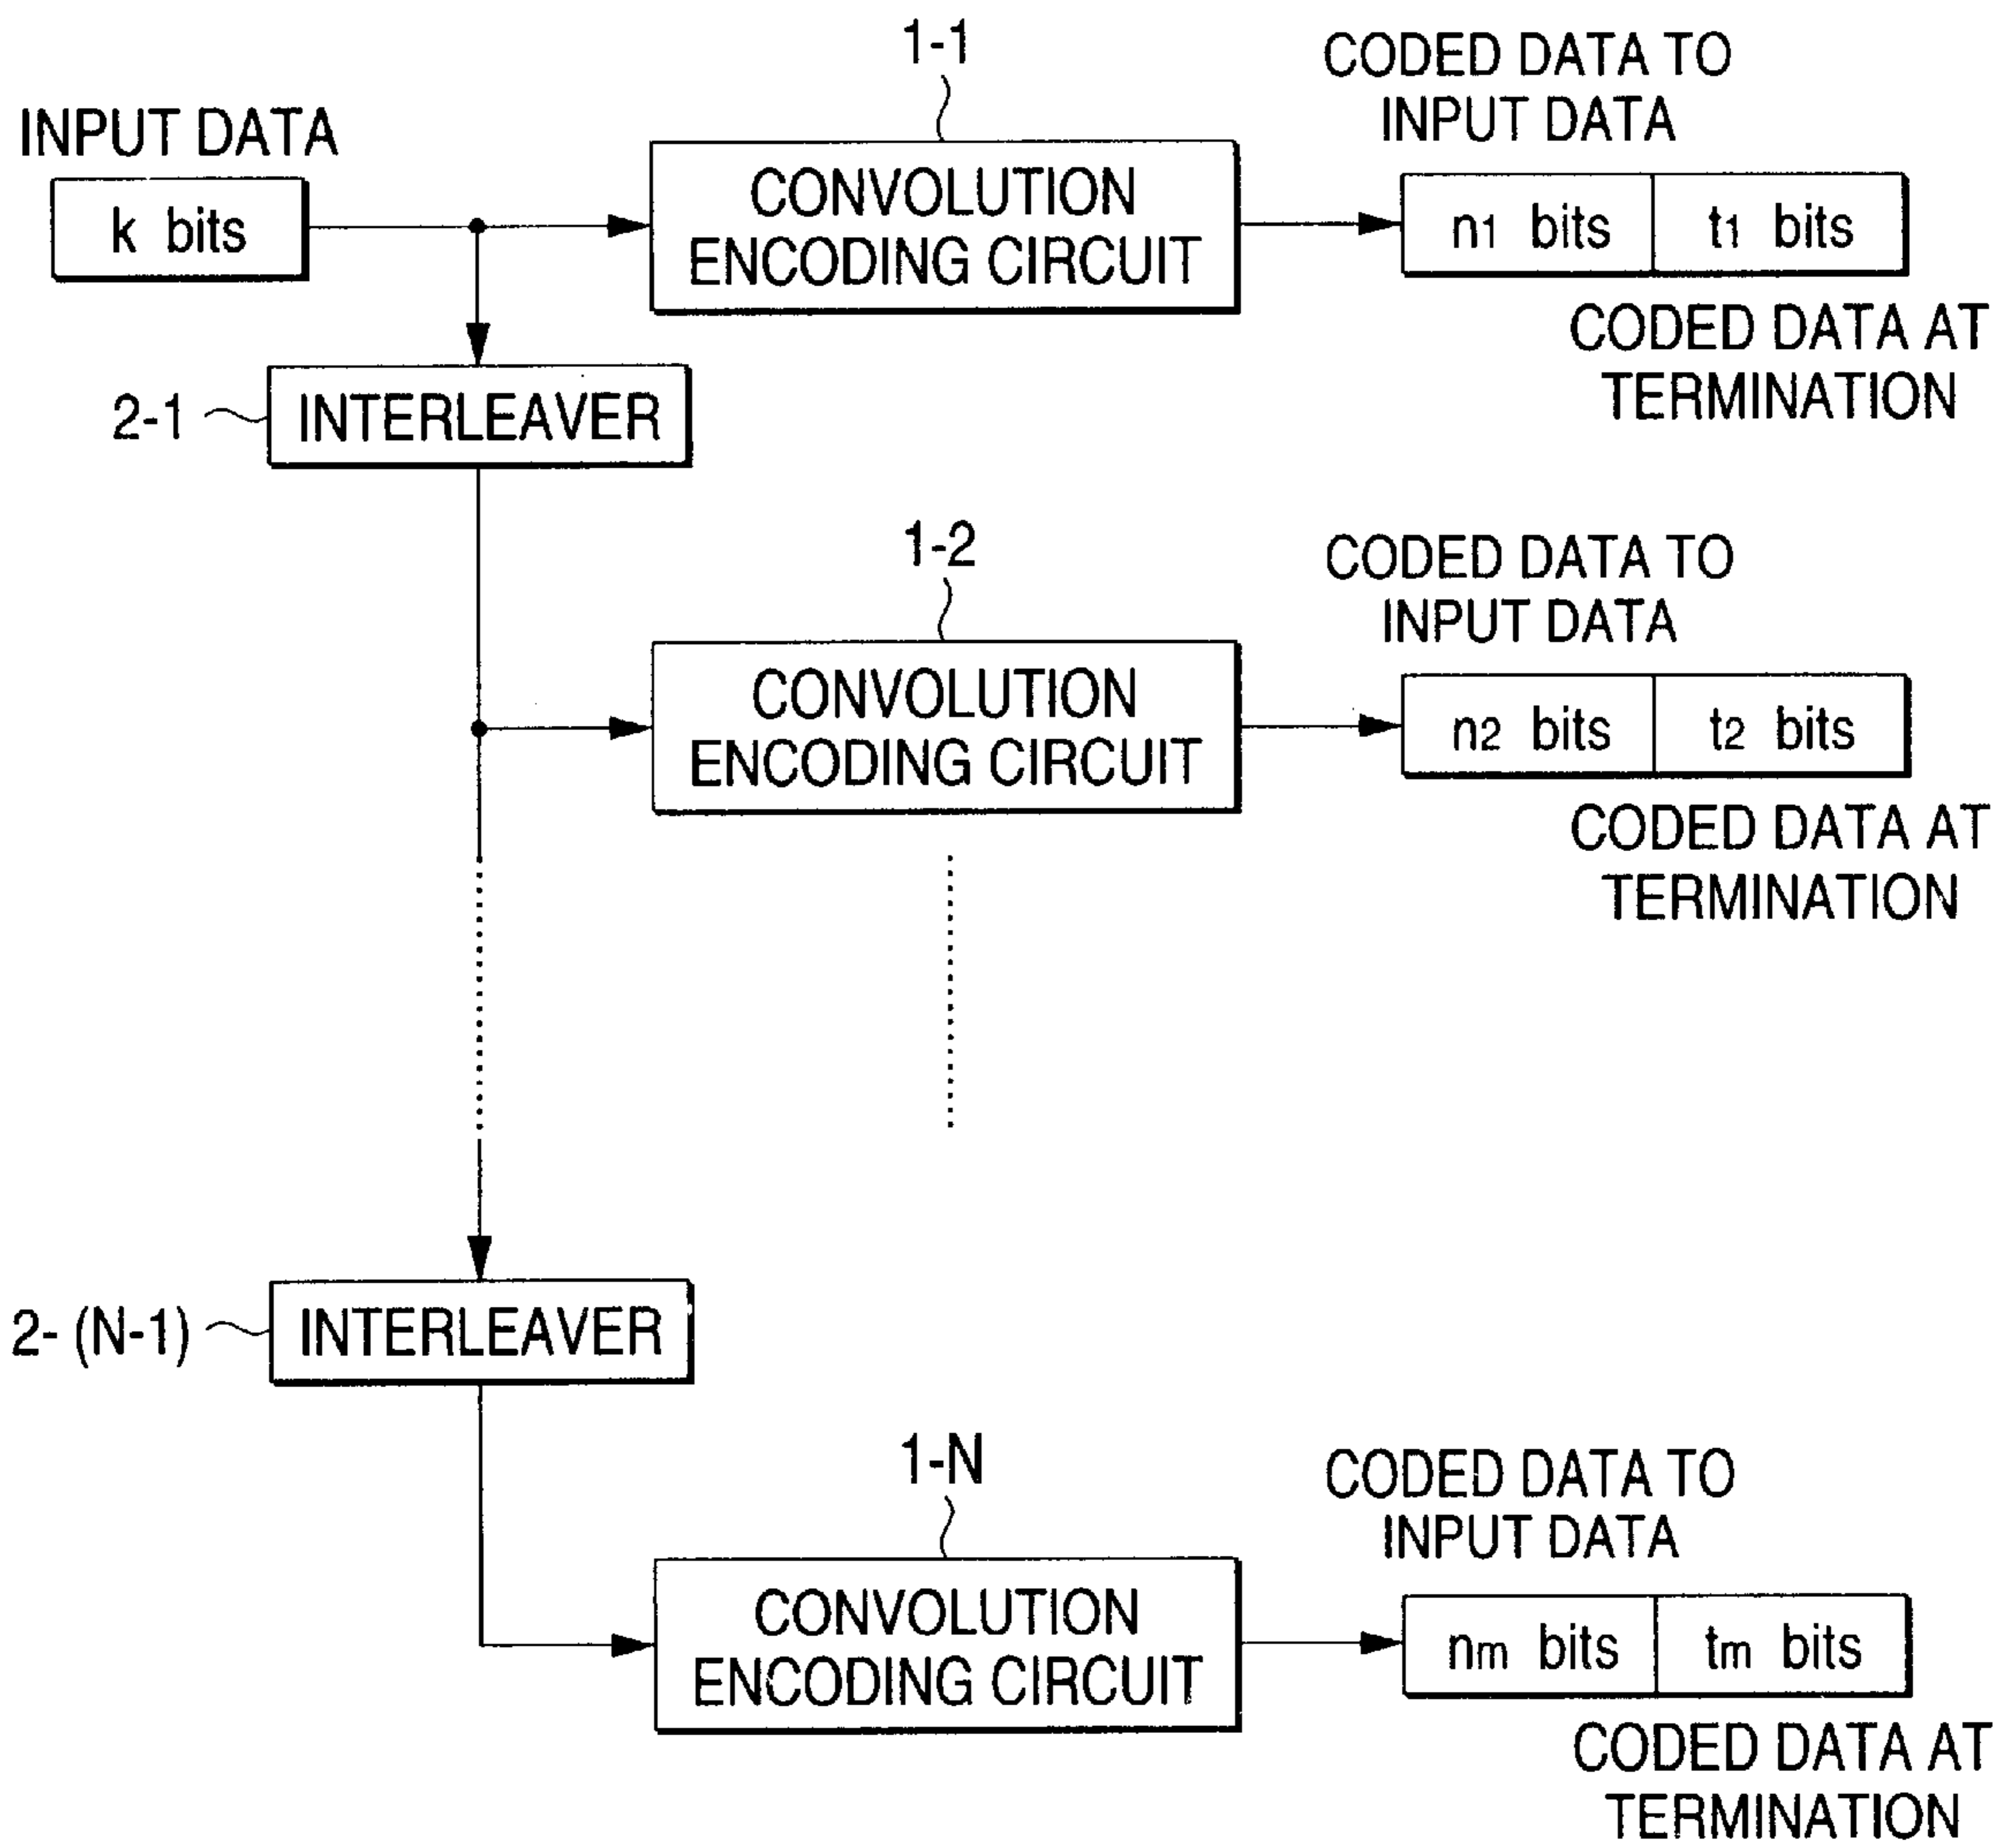 1-1
CODED DATA TO
INPUT DATA
INPUT DATA
k bits
CONVOLUTION
ENCODING CIRCUIT
n1 bits
t1 bits
CODED DATA AT
TERMINATION
2-1
INTERLEAVER
1-2
CODED DATA TO
INPUT DATA
CONVOLUTION
ENCODING CIRCUIT
n2 bits
t2 bits
CODED DATA AT
TERMINATION
2- (N-1)
INTERLEAVER
1-N
CODED DATA TO
INPUT DATA
CONVOLUTION
ENCODING CIRCUIT
nm bits
tm bits
CODED DATA AT
TERMINATION